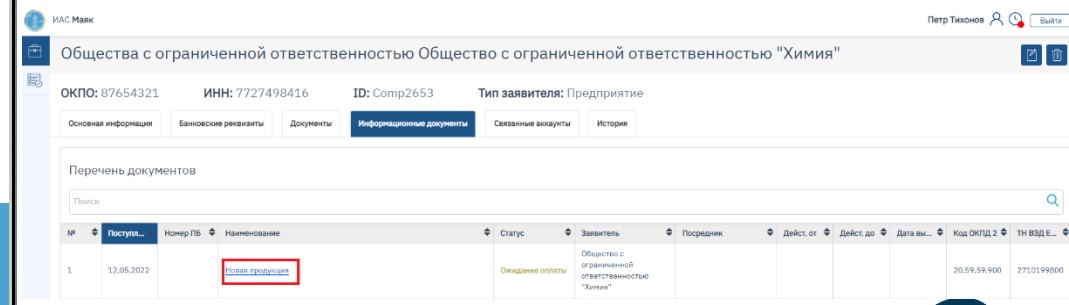 ИАС Маяк
Петр Тихонов
Выйти
Общества с ограниченной ответственностью Общество с ограниченной ответственностью "Химия"
ОКПО: 87654321 ИНН: 7727498416 ID: Comp2653 Тип заявителя: Предприятие
Основная информация Банковские реквизиты Документы Информационные документы Связанные аккаунты История
Перечень документов
Поиск
№ Поступл... Номер ПБ Наименование Статус Заявитель Посредник Дейст. от Дейст. до Дата вы... Код ОКПД 2 ТН ВЭД Е...
1 12.05.2022 Новая продукция Ожидание оплаты
Общество с
ограниченной
ответственностью
"Химия"
20.59.59.900 2710199800